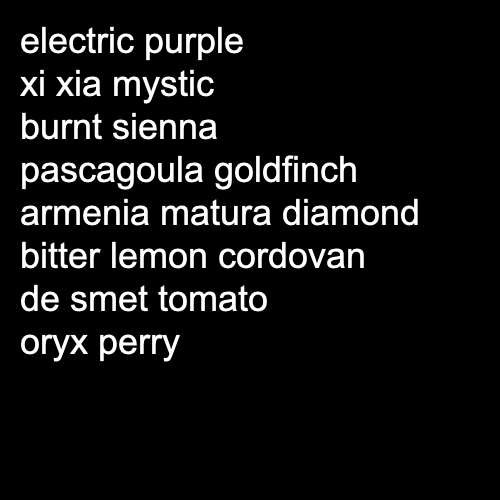 electric purple
xi xia mystic
burnt sienna
pascagoula goldfinch
armenia matura diamond
bitter lemon cordovan
de smet tomato
oryx perry